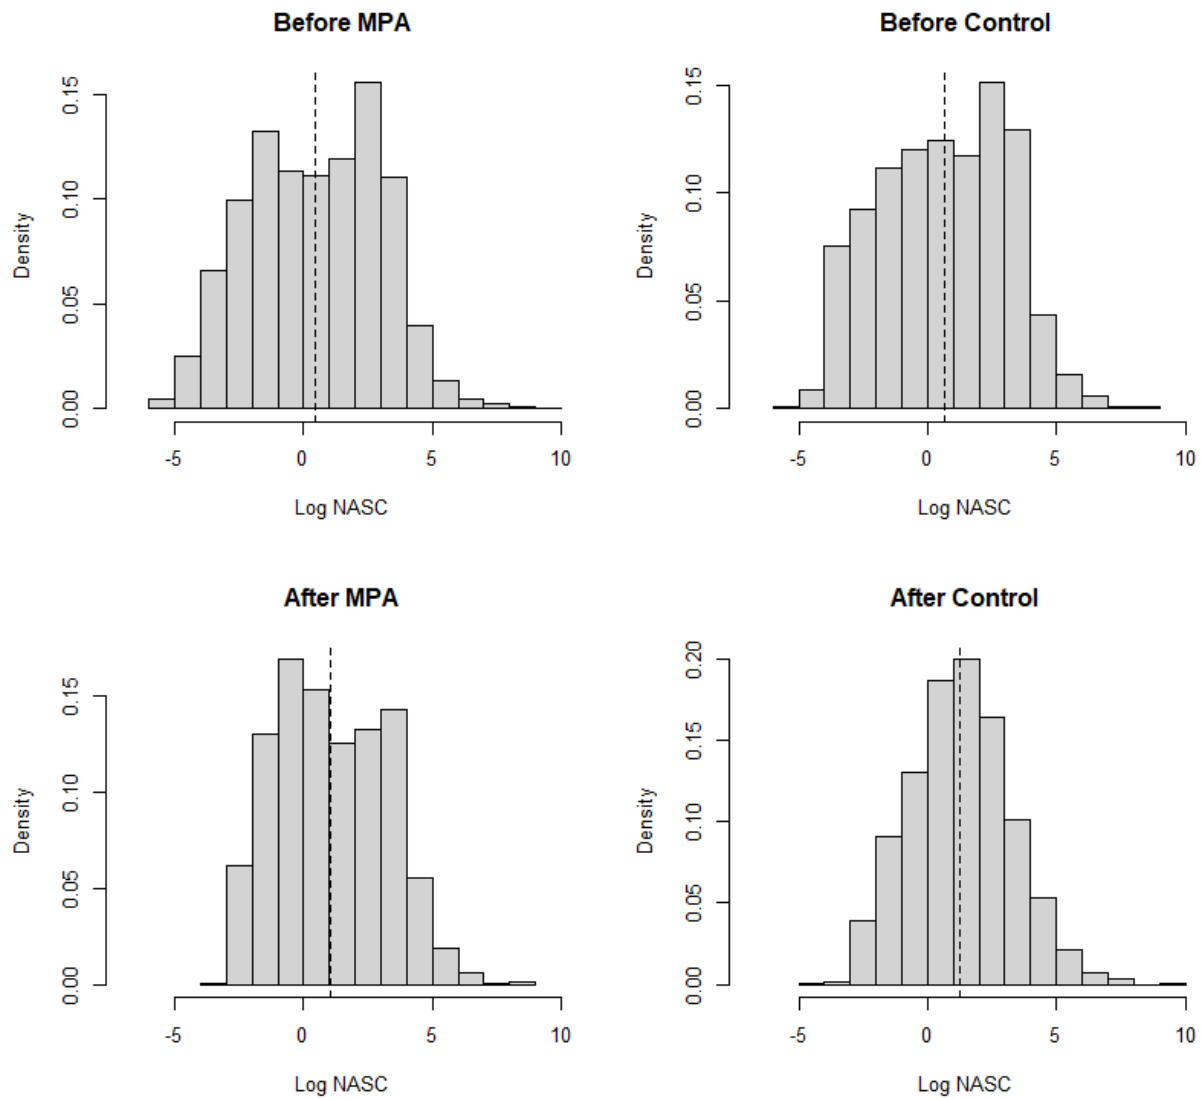 Before MPA
Density
0.00 0.05 0.10 0.15
-5 0 5 10
Log NASC
Before Control
Density
0.00 0.05 0.10 0.15
-5 0 5 10
Log NASC
After MPA
Density
0.00 0.05 0.10 0.15
-5 0 5 10
Log NASC
After Control
Density
0.00 0.05 0.10 0.15 0.20
-5 0 5 10
Log NASC